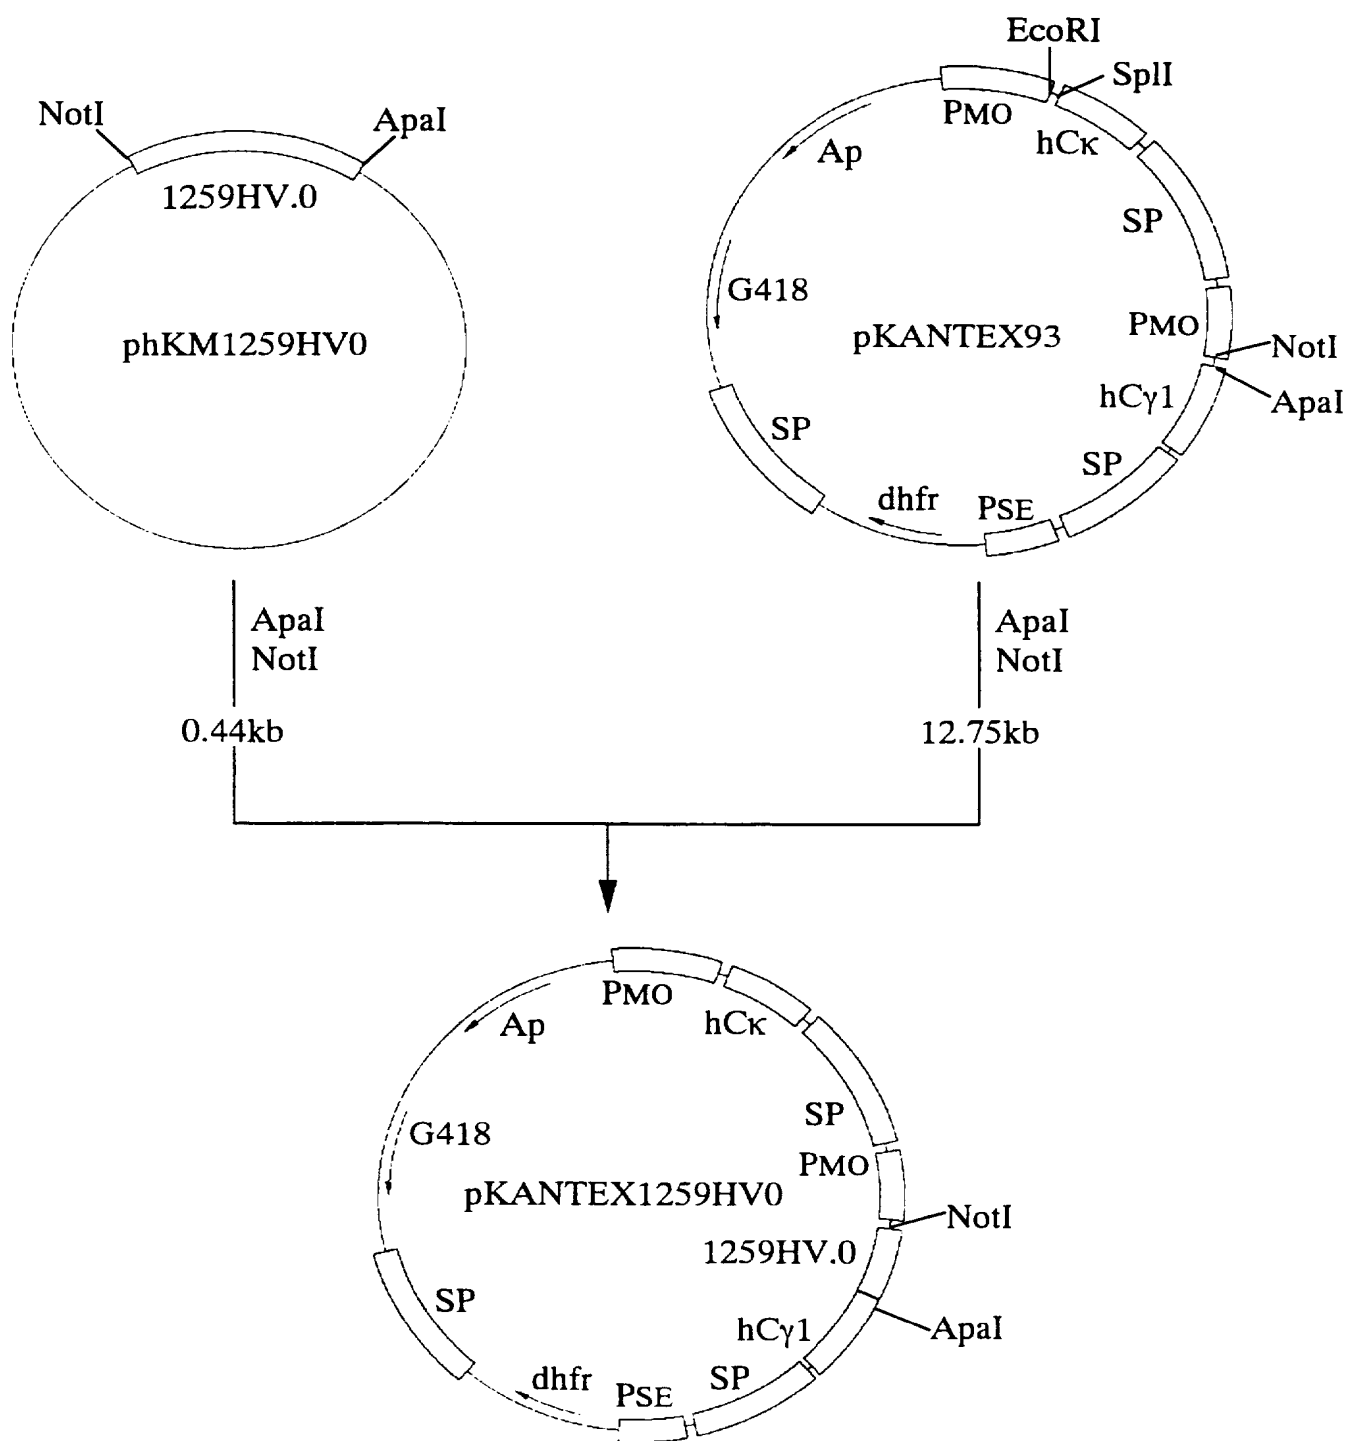 NotI
ApaI
1259HV.0
phKM1259HV0
EcoRI
SplI
PMO
hCκ
Ap
SP
G418
pKANTEX93
PMO
NotI
hCγ1
ApaI
SP
SP
dhfr
PSE
ApaI
NotI
0.44kb
ApaI
NotI
12.75kb
PMO
hCκ
Ap
SP
G418
PMO
pKANTEX1259HV0
NotI
1259HV.0
SP
hCγ1
ApaI
dhfr
PSE
SP